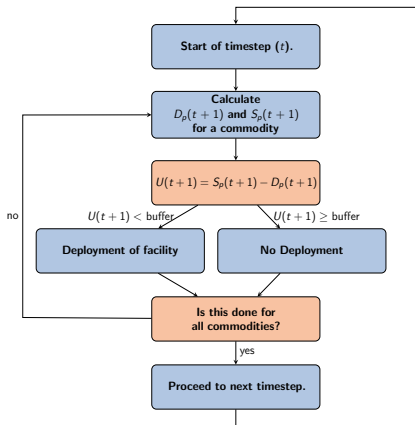 Start of timestep (t).
Calculate
D_p(t + 1) and S_p(t + 1)
for a commodity
U(t + 1) = S_p(t + 1) − D_p(t + 1)
U(t + 1) < buffer
U(t + 1) ≥ buffer
Deployment of facility
No Deployment
no
Is this done for
all commodities?
yes
Proceed to next timestep.